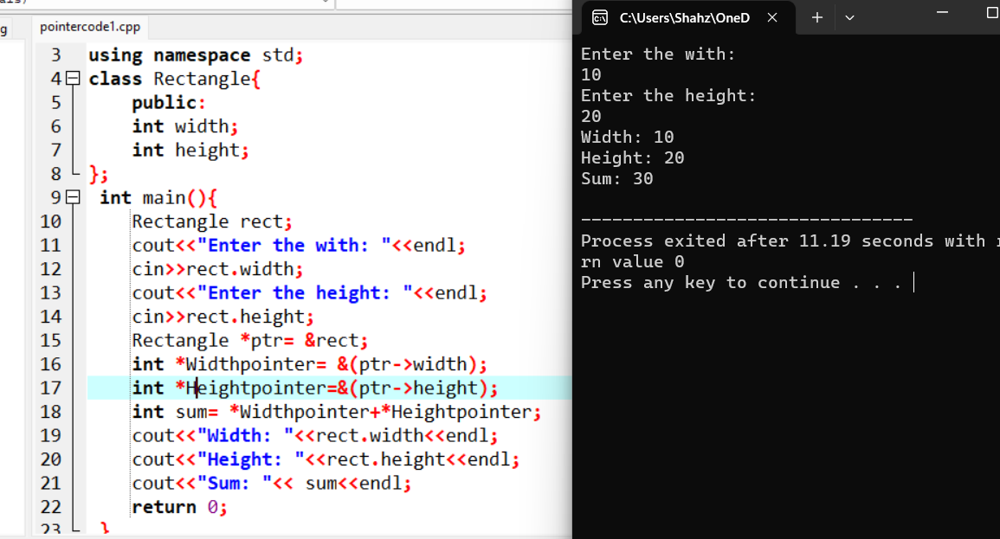 pointercode1.cpp
3 using namespace std;
4 class Rectangle{
5 public:
6 int width;
7 int height;
8 };
9 int main(){
10 Rectangle rect;
11 cout<<"Enter the with: "<<endl;
12 cin>>rect.width;
13 cout<<"Enter the height: "<<endl;
14 cin>>rect.height;
15 Rectangle *ptr= &rect;
16 int *Widthpointer= &(ptr->width);
17 int *Heightpointer=&(ptr->height);
18 int sum= *Widthpointer+*Heightpointer;
19 cout<<"Width: "<<rect.width<<endl;
20 cout<<"Height: "<<rect.height<<endl;
21 cout<<"Sum: "<< sum<<endl;
22 return 0;
23 }
C:\Users\Shahz\OneD
Enter the with:
10
Enter the height:
20
Width: 10
Height: 20
Sum: 30
--------------------------------
Process exited after 11.19 seconds with
rn value 0
Press any key to continue . . .